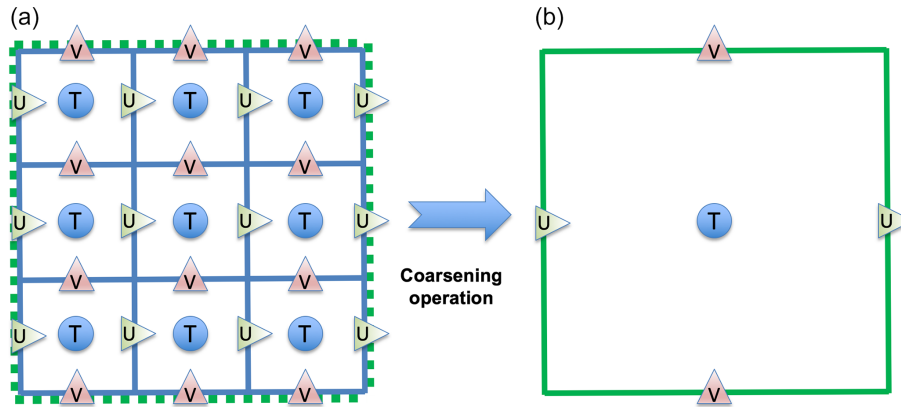 (a)
(b)
V V V
V
U T U T U T U
V V V
U T U T U T U
U T U
Coarsening
operation
V V V
U T U T U T U
V V V
V